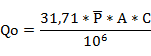 Qo = 31,71 * P̅ * A * C / 10⁶